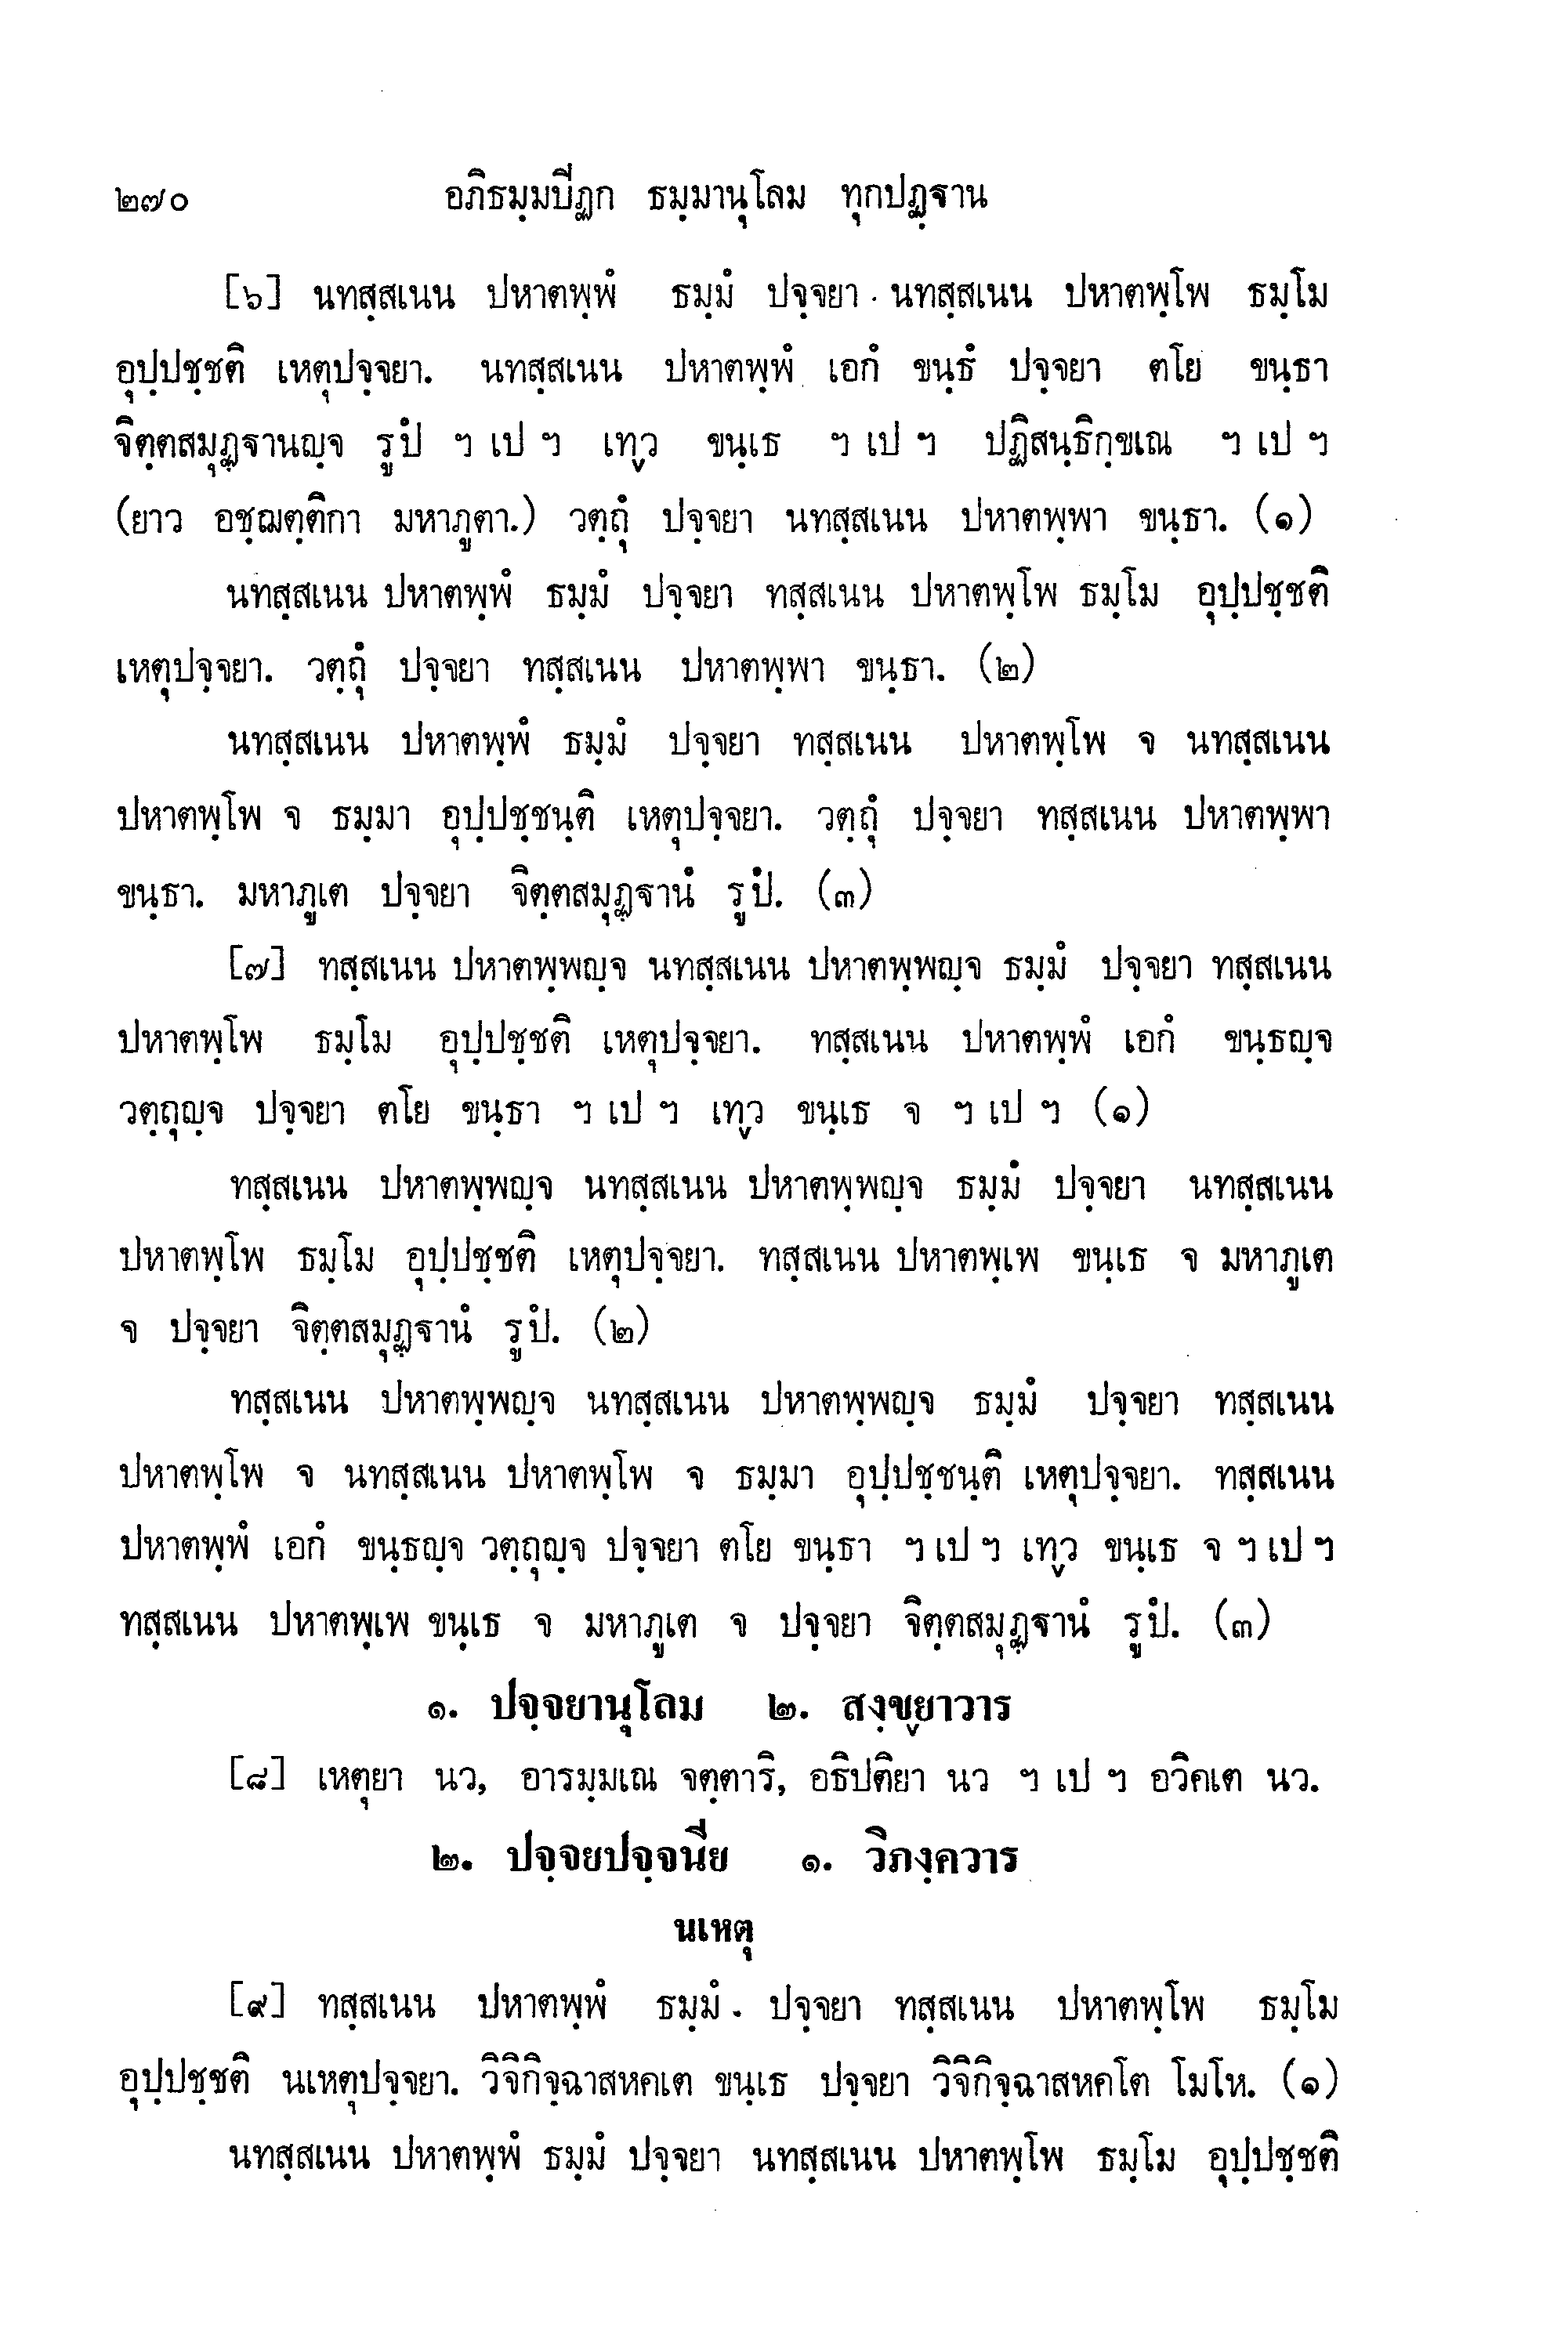 ๒๗๐ อภิธมฺมปีฏก ธมฺมานุโลม ทุกปฏฺฐาน
[๖] นทสฺสเนน ปหาตพฺพํ ธมฺมํ ปจฺจยา นทสฺสเนน ปหาตพฺโพ ธมฺโม
อุปฺปชฺชติ เหตุปจฺจยา. นทสฺสเนน ปหาตพฺพํ เอกํ ขนฺธํ ปจฺจยา ตโย ขนฺธา
จิตฺตสมุฏฺฐานญฺจ รูปํ ฯ เป ฯ เทฺว ขนฺเธ ฯ เป ฯ ปฏิสนฺธิกฺขเณ ฯ เป ฯ
(ยาว อชฺฌตฺติกา มหาภูตา.) วตฺถุํ ปจฺจยา นทสฺสเนน ปหาตพฺพา ขนฺธา. (๑)
นทสฺสเนน ปหาตพฺพํ ธมฺมํ ปจฺจยา ทสฺสเนน ปหาตพฺโพ ธมฺโม อุปฺปชฺชติ
เหตุปจฺจยา. วตฺถุํ ปจฺจยา ทสฺสเนน ปหาตพฺพา ขนฺธา. (๒)
นทสฺสเนน ปหาตพฺพํ ธมฺมํ ปจฺจยา ทสฺสเนน ปหาตพฺโพ จ นทสฺสเนน
ปหาตพฺโพ จ ธมฺมา อุปฺปชฺชนฺติ เหตุปจฺจยา. วตฺถุํ ปจฺจยา ทสฺสเนน ปหาตพฺพา
ขนฺธา. มหาภูเต ปจฺจยา จิตฺตสมุฏฺฐานํ รูปํ. (๓)
[๗] ทสฺสเนน ปหาตพฺพญฺจ นทสฺสเนน ปหาตพฺพญฺจ ธมฺมํ ปจฺจยา ทสฺสเนน
ปหาตพฺโพ ธมฺโม อุปฺปชฺชติ เหตุปจฺจยา. ทสฺสเนน ปหาตพฺพํ เอกํ ขนฺธญฺจ
วตฺถุญฺจ ปจฺจยา ตโย ขนฺธา ฯ เป ฯ เทฺว ขนฺเธ จ ฯ เป ฯ (๑)
ทสฺสเนน ปหาตพฺพญฺจ นทสฺสเนน ปหาตพฺพญฺจ ธมฺมํ ปจฺจยา นทสฺสเนน
ปหาตพฺโพ ธมฺโม อุปฺปชฺชติ เหตุปจฺจยา. ทสฺสเนน ปหาตพฺเพ ขนฺเธ จ มหาภูเต
จ ปจฺจยา จิตฺตสมุฏฺฐานํ รูปํ. (๒)
ทสฺสเนน ปหาตพฺพญฺจ นทสฺสเนน ปหาตพฺพญฺจ ธมฺมํ ปจฺจยา ทสฺสเนน
ปหาตพฺโพ จ นทสฺสเนน ปหาตพฺโพ จ ธมฺมา อุปฺปชฺชนฺติ เหตุปจฺจยา. ทสฺสเนน
ปหาตพฺพํ เอกํ ขนฺธญฺจ วตฺถุญฺจ ปจฺจยา ตโย ขนฺธา ฯ เป ฯ เทฺว ขนฺเธ จ ฯ เป ฯ
ทสฺสเนน ปหาตพฺเพ ขนฺเธ จ มหาภูเต จ ปจฺจยา จิตฺตสมุฏฺฐานํ รูปํ. (๓)
๑. ปจฺจยานุโลม ๒. สงฺขฺยาวาร
[๘] เหตุยา นว, อารมฺมเณ จตฺตาริ, อธิปติยา นว ฯ เป ฯ อวิคเต นว.
๒. ปจฺจยปจฺจนีย ๑. วิภงฺควาร
นเหตุ
[๙] ทสฺสเนน ปหาตพฺพํ ธมฺมํ ปจฺจยา ทสฺสเนน ปหาตพฺโพ ธมฺโม
อุปฺปชฺชติ นเหตุปจฺจยา. วิจิกิจฺฉาสหคเต ขนฺเธ ปจฺจยา วิจิกิจฺฉาสหคโต โมโห. (๑)
นทสฺสเนน ปหาตพฺพํ ธมฺมํ ปจฺจยา นทสฺสเนน ปหาตพฺโพ ธมฺโม อุปฺปชฺชติ